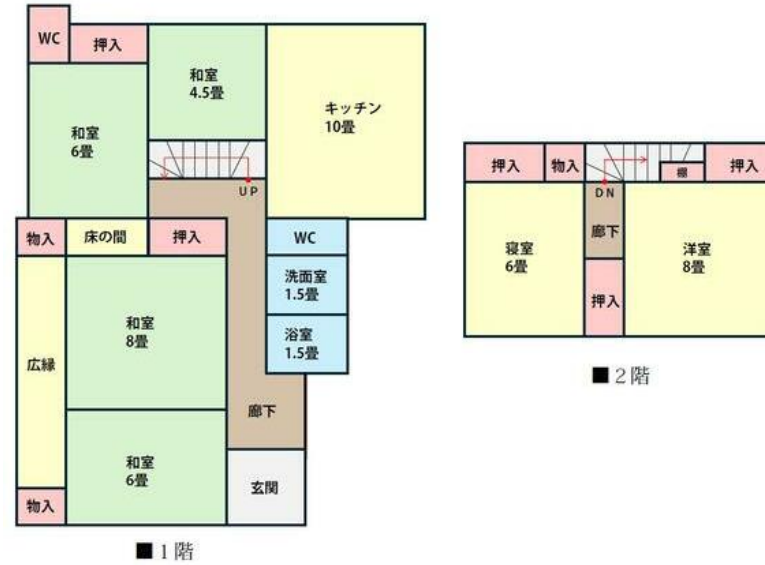 WC
押入
和室
4.5畳
キッチン
10畳
和室
6畳
UP
物入
床の間
押入
WC
洗面室
1.5畳
和室
8畳
浴室
1.5畳
広縁
廊下
和室
6畳
玄関
物入
■1階
押入
物入
棚
押入
DN
廊下
寝室
6畳
洋室
8畳
押入
■2階